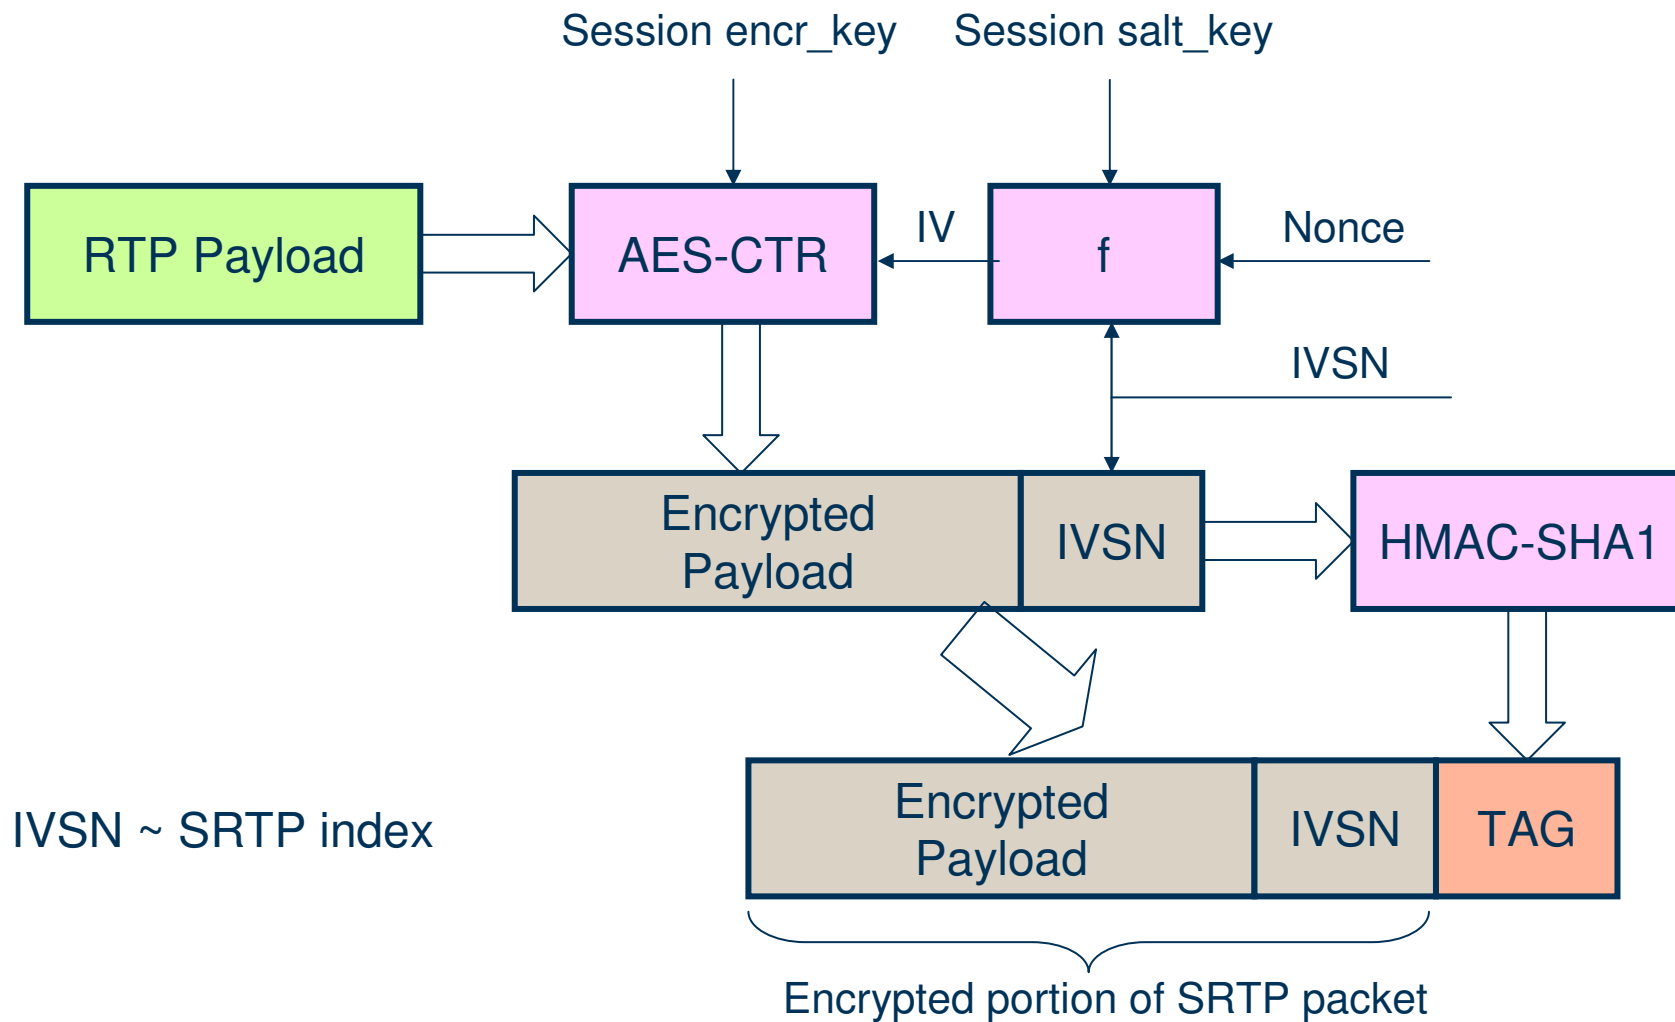 Session encr_key
Session salt_key
RTP Payload
AES-CTR
IV
f
Nonce
IVSN
Encrypted
Payload
IVSN
HMAC-SHA1
IVSN ~ SRTP index
Encrypted
Payload
IVSN
TAG
Encrypted portion of SRTP packet